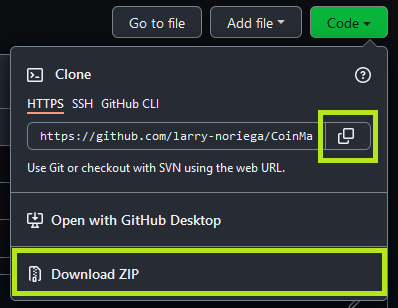 Go to file Add file Code
Clone
HTTPS SSH GitHub CLI
https://github.com/larry-noriega/CoinMa
Use Git or checkout with SVN using the web URL.
Open with GitHub Desktop
Download ZIP